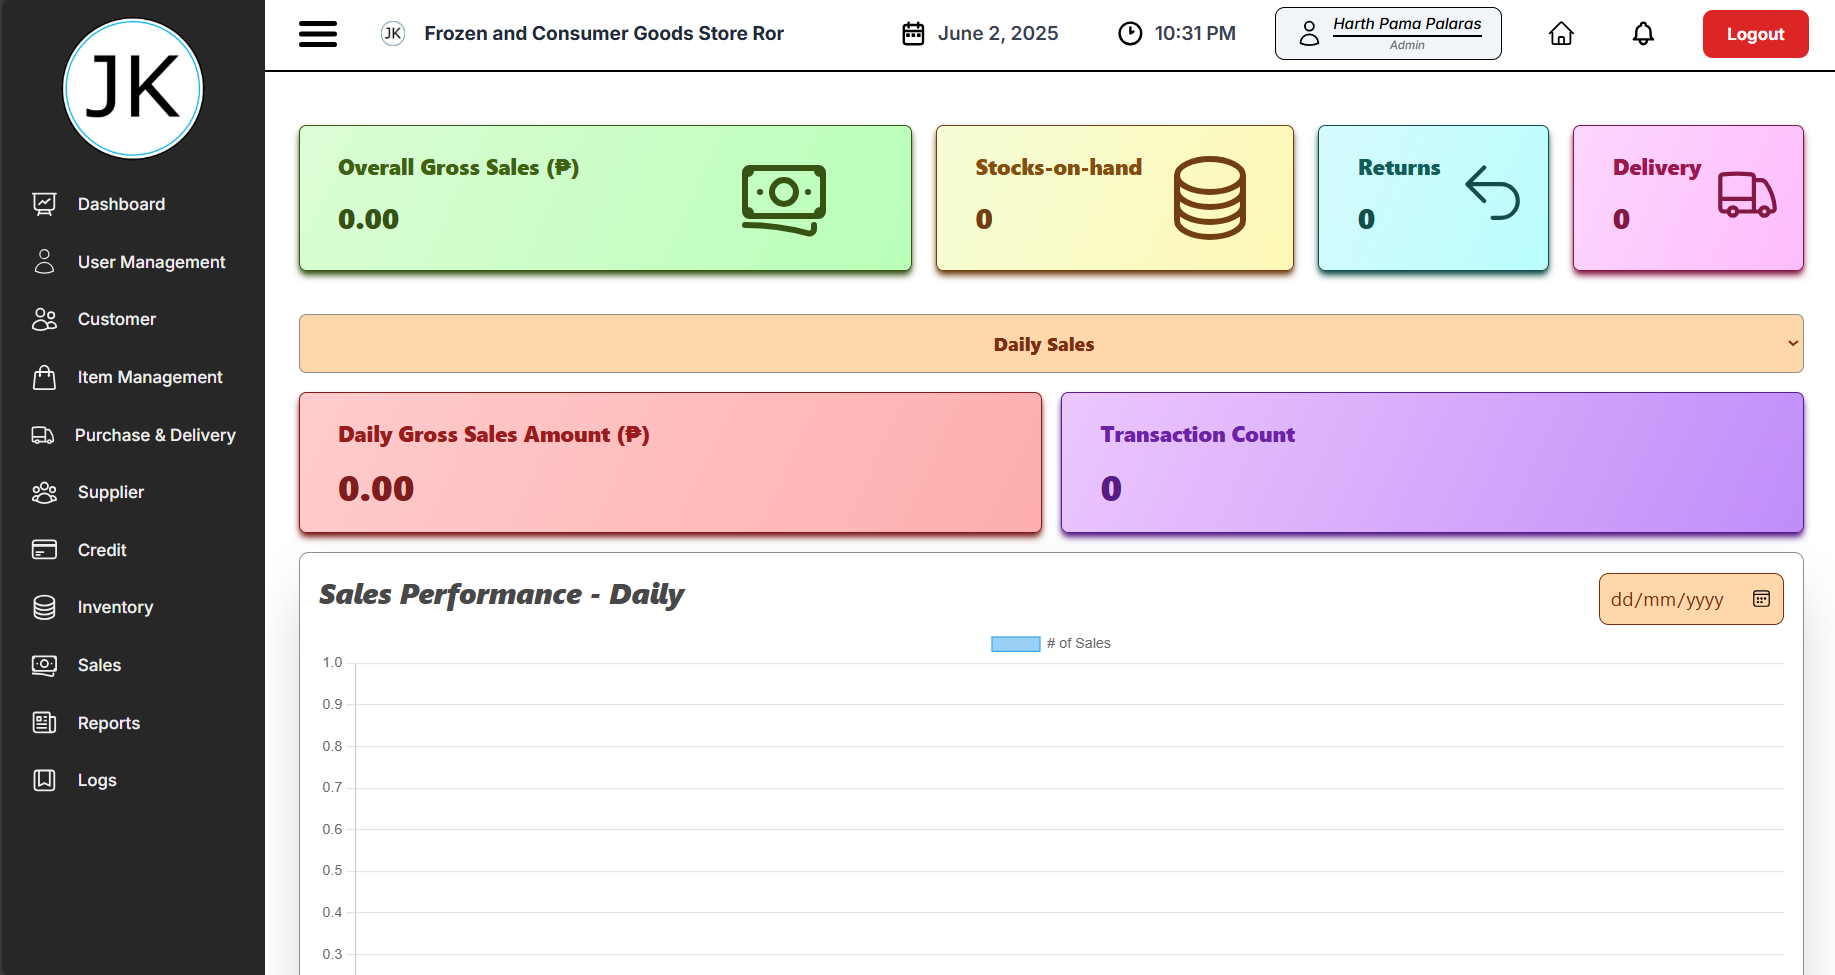 JK
Dashboard
User Management
Customer
Item Management
Purchase & Delivery
Supplier
Credit
Inventory
Sales
Reports
Logs
JK
Frozen and Consumer Goods Store Ror
June 2, 2025
10:31 PM
Harth Pama Palaras
Admin
Logout
Overall Gross Sales (₱)
0.00
Stocks-on-hand
0
Returns
0
Delivery
0
Daily Sales
Daily Gross Sales Amount (₱)
0.00
Transaction Count
0
Sales Performance - Daily
dd/mm/yyyy
# of Sales
1.0
0.9
0.8
0.7
0.6
0.5
0.4
0.3